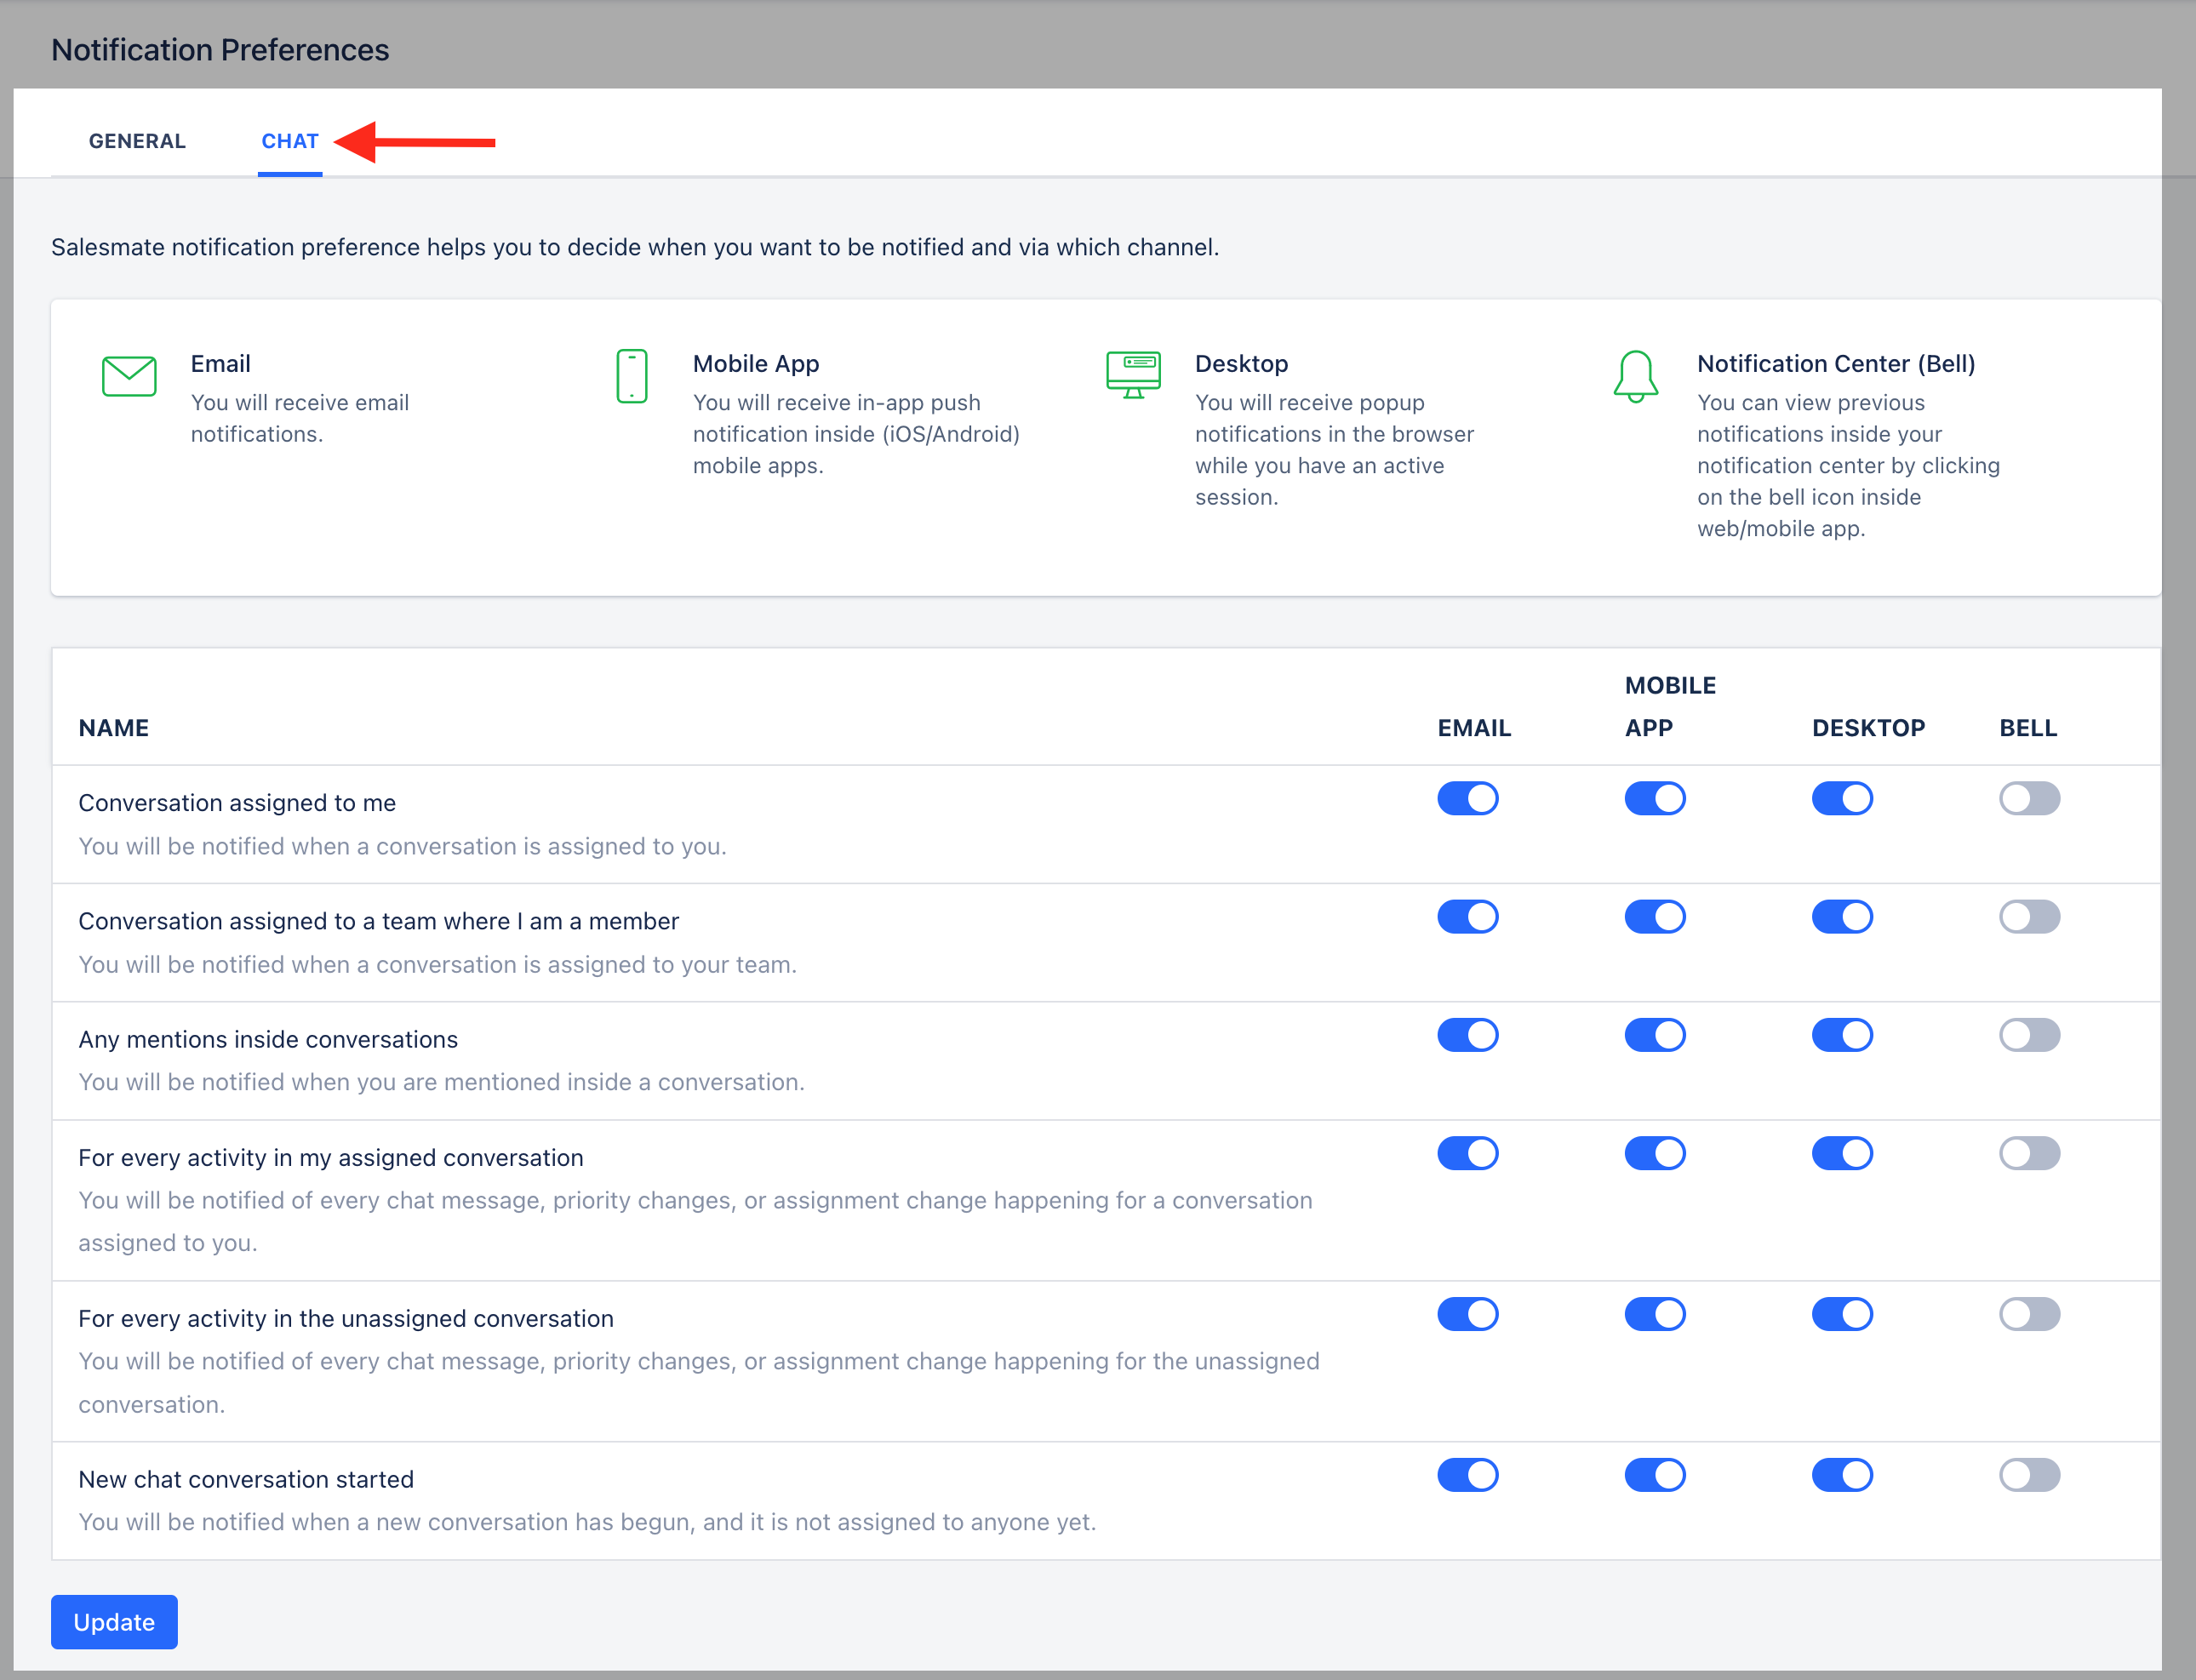 Notification Preferences
GENERAL
CHAT
Salesmate notification preference helps you to decide when you want to be notified and via which channel.
Email
You will receive email
notifications.
Mobile App
You will receive in-app push
notification inside (iOS/Android)
mobile apps.
Desktop
You will receive popup
notifications in the browser
while you have an active
session.
Notification Center (Bell)
You can view previous
notifications inside your
notification center by clicking
on the bell icon inside
web/mobile app.
NAME
EMAIL
MOBILE
APP
DESKTOP
BELL
Conversation assigned to me
You will be notified when a conversation is assigned to you.
Conversation assigned to a team where I am a member
You will be notified when a conversation is assigned to your team.
Any mentions inside conversations
You will be notified when you are mentioned inside a conversation.
For every activity in my assigned conversation
You will be notified of every chat message, priority changes, or assignment change happening for a conversation
assigned to you.
For every activity in the unassigned conversation
You will be notified of every chat message, priority changes, or assignment change happening for the unassigned
conversation.
New chat conversation started
You will be notified when a new conversation has begun, and it is not assigned to anyone yet.
Update